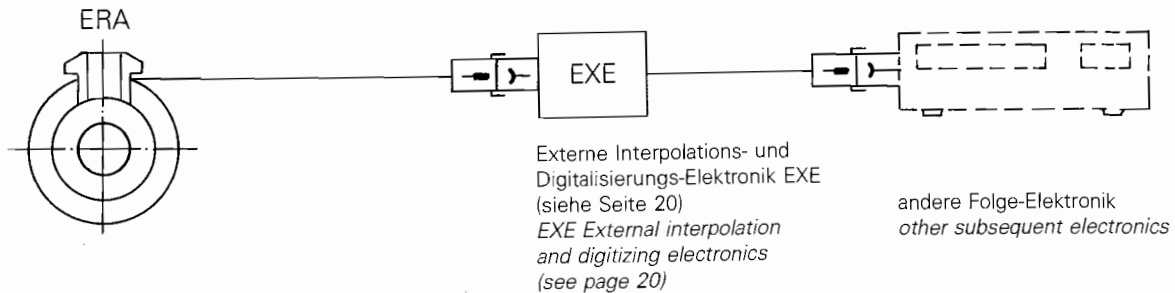 ERA
EXE
Externe Interpolations- und
Digitalisierungs-Elektronik EXE
(siehe Seite 20)
EXE External interpolation
and digitizing electronics
(see page 20)
andere Folge-Elektronik
other subsequent electronics